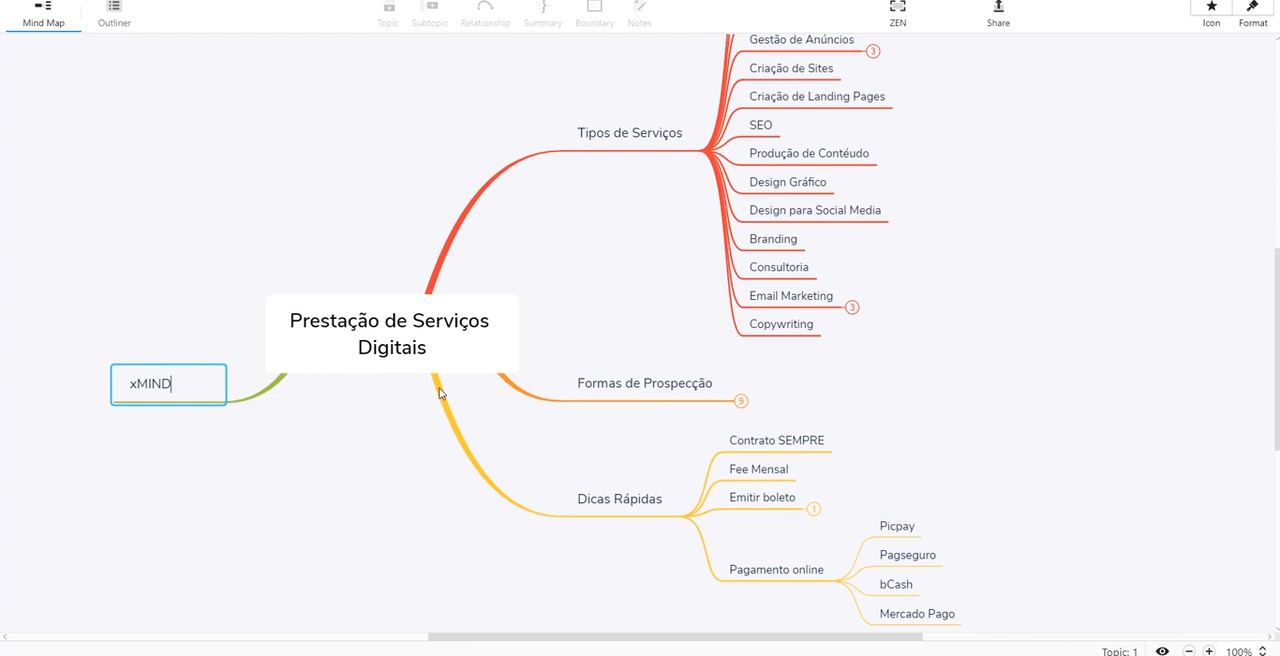 Mind Map
Outliner
Topic
Subtopic
Relationship
Summary
Boundary
Notes
ZEN
Share
Icon
Format
Gestão de Anúncios
3
Criação de Sites
Criação de Landing Pages
SEO
Tipos de Serviços
Produção de Contéudo
Design Gráfico
Design para Social Media
Branding
Consultoria
Email Marketing
3
Copywriting
Prestação de Serviços
Digitais
xMIND
Formas de Prospecção
9
Contrato SEMPRE
Fee Mensal
Emitir boleto
1
Dicas Rápidas
Pagamento online
Picpay
Pagseguro
bCash
Mercado Pago
Topic: 1
100%